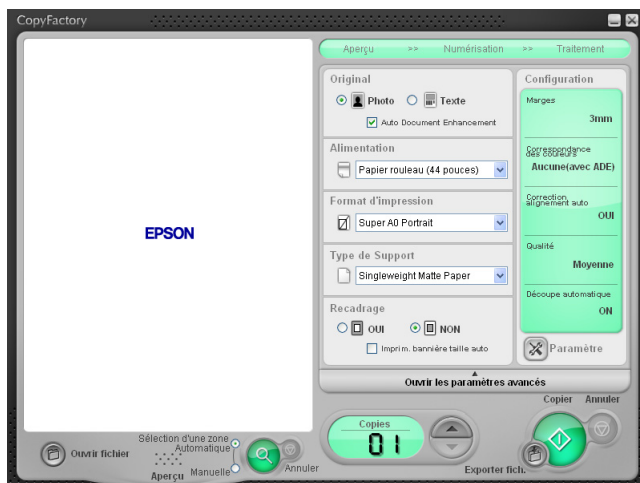 CopyFactory
Aperçu >> Numérisation >> Traitement
EPSON
Original
Photo Texte
Auto Document Enhancement
Alimentation
Papier rouleau (44 pouces)
Format d'impression
Super A0 Portrait
Type de Support
Singleweight Matte Paper
Recadrage
OUI NON
Imprim. bannière taille auto
Configuration
Marges
3mm
Correspondance
des couleurs
Aucune(avec ADE)
Correction
alignement auto
OUI
Qualité
Moyenne
Découpe automatique
ON
Paramètre
Ouvrir les paramètres avancés
Ouvrir fichier
Sélection d'une zone
Automatique
Manuelle
Aperçu
Annuler
Copies
01
Copier Annuler
Exporter fich.